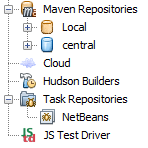 Maven Repositories
Local
central
Cloud
Hudson Builders
Task Repositories
NetBeans
JS Test Driver